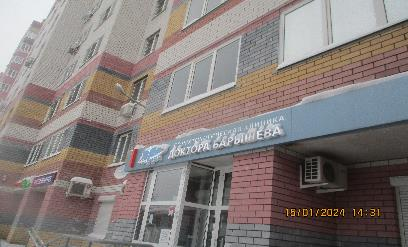 СТОМАТОЛОГИЧЕСКАЯ КЛИНИКА
ДОКТОРА БАРЫШЕВА
15/01/2024 14:31